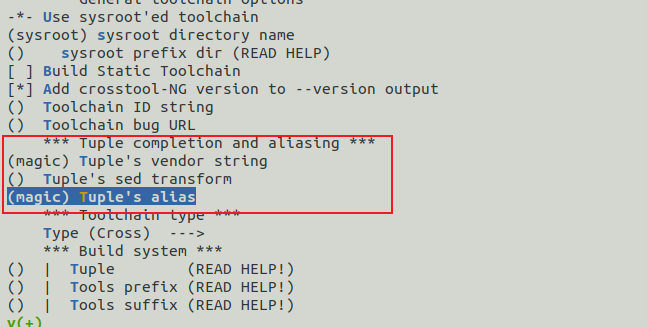 General toolchain options
-*- Use sysroot'ed toolchain
(sysroot) sysroot directory name
()    sysroot prefix dir (READ HELP)
[ ] Build Static Toolchain
[*] Add crosstool-NG version to --version output
()  Toolchain ID string
()  Toolchain bug URL
    *** Tuple completion and aliasing ***
(magic) Tuple's vendor string
()  Tuple's sed transform
(magic) Tuple's alias
    *** Toolchain type ***
    Type (Cross)  --->
    *** Build system ***
()  |  Tuple        (READ HELP!)
()  |  Tools prefix (READ HELP!)
()  |  Tools suffix (READ HELP!)
v(+)